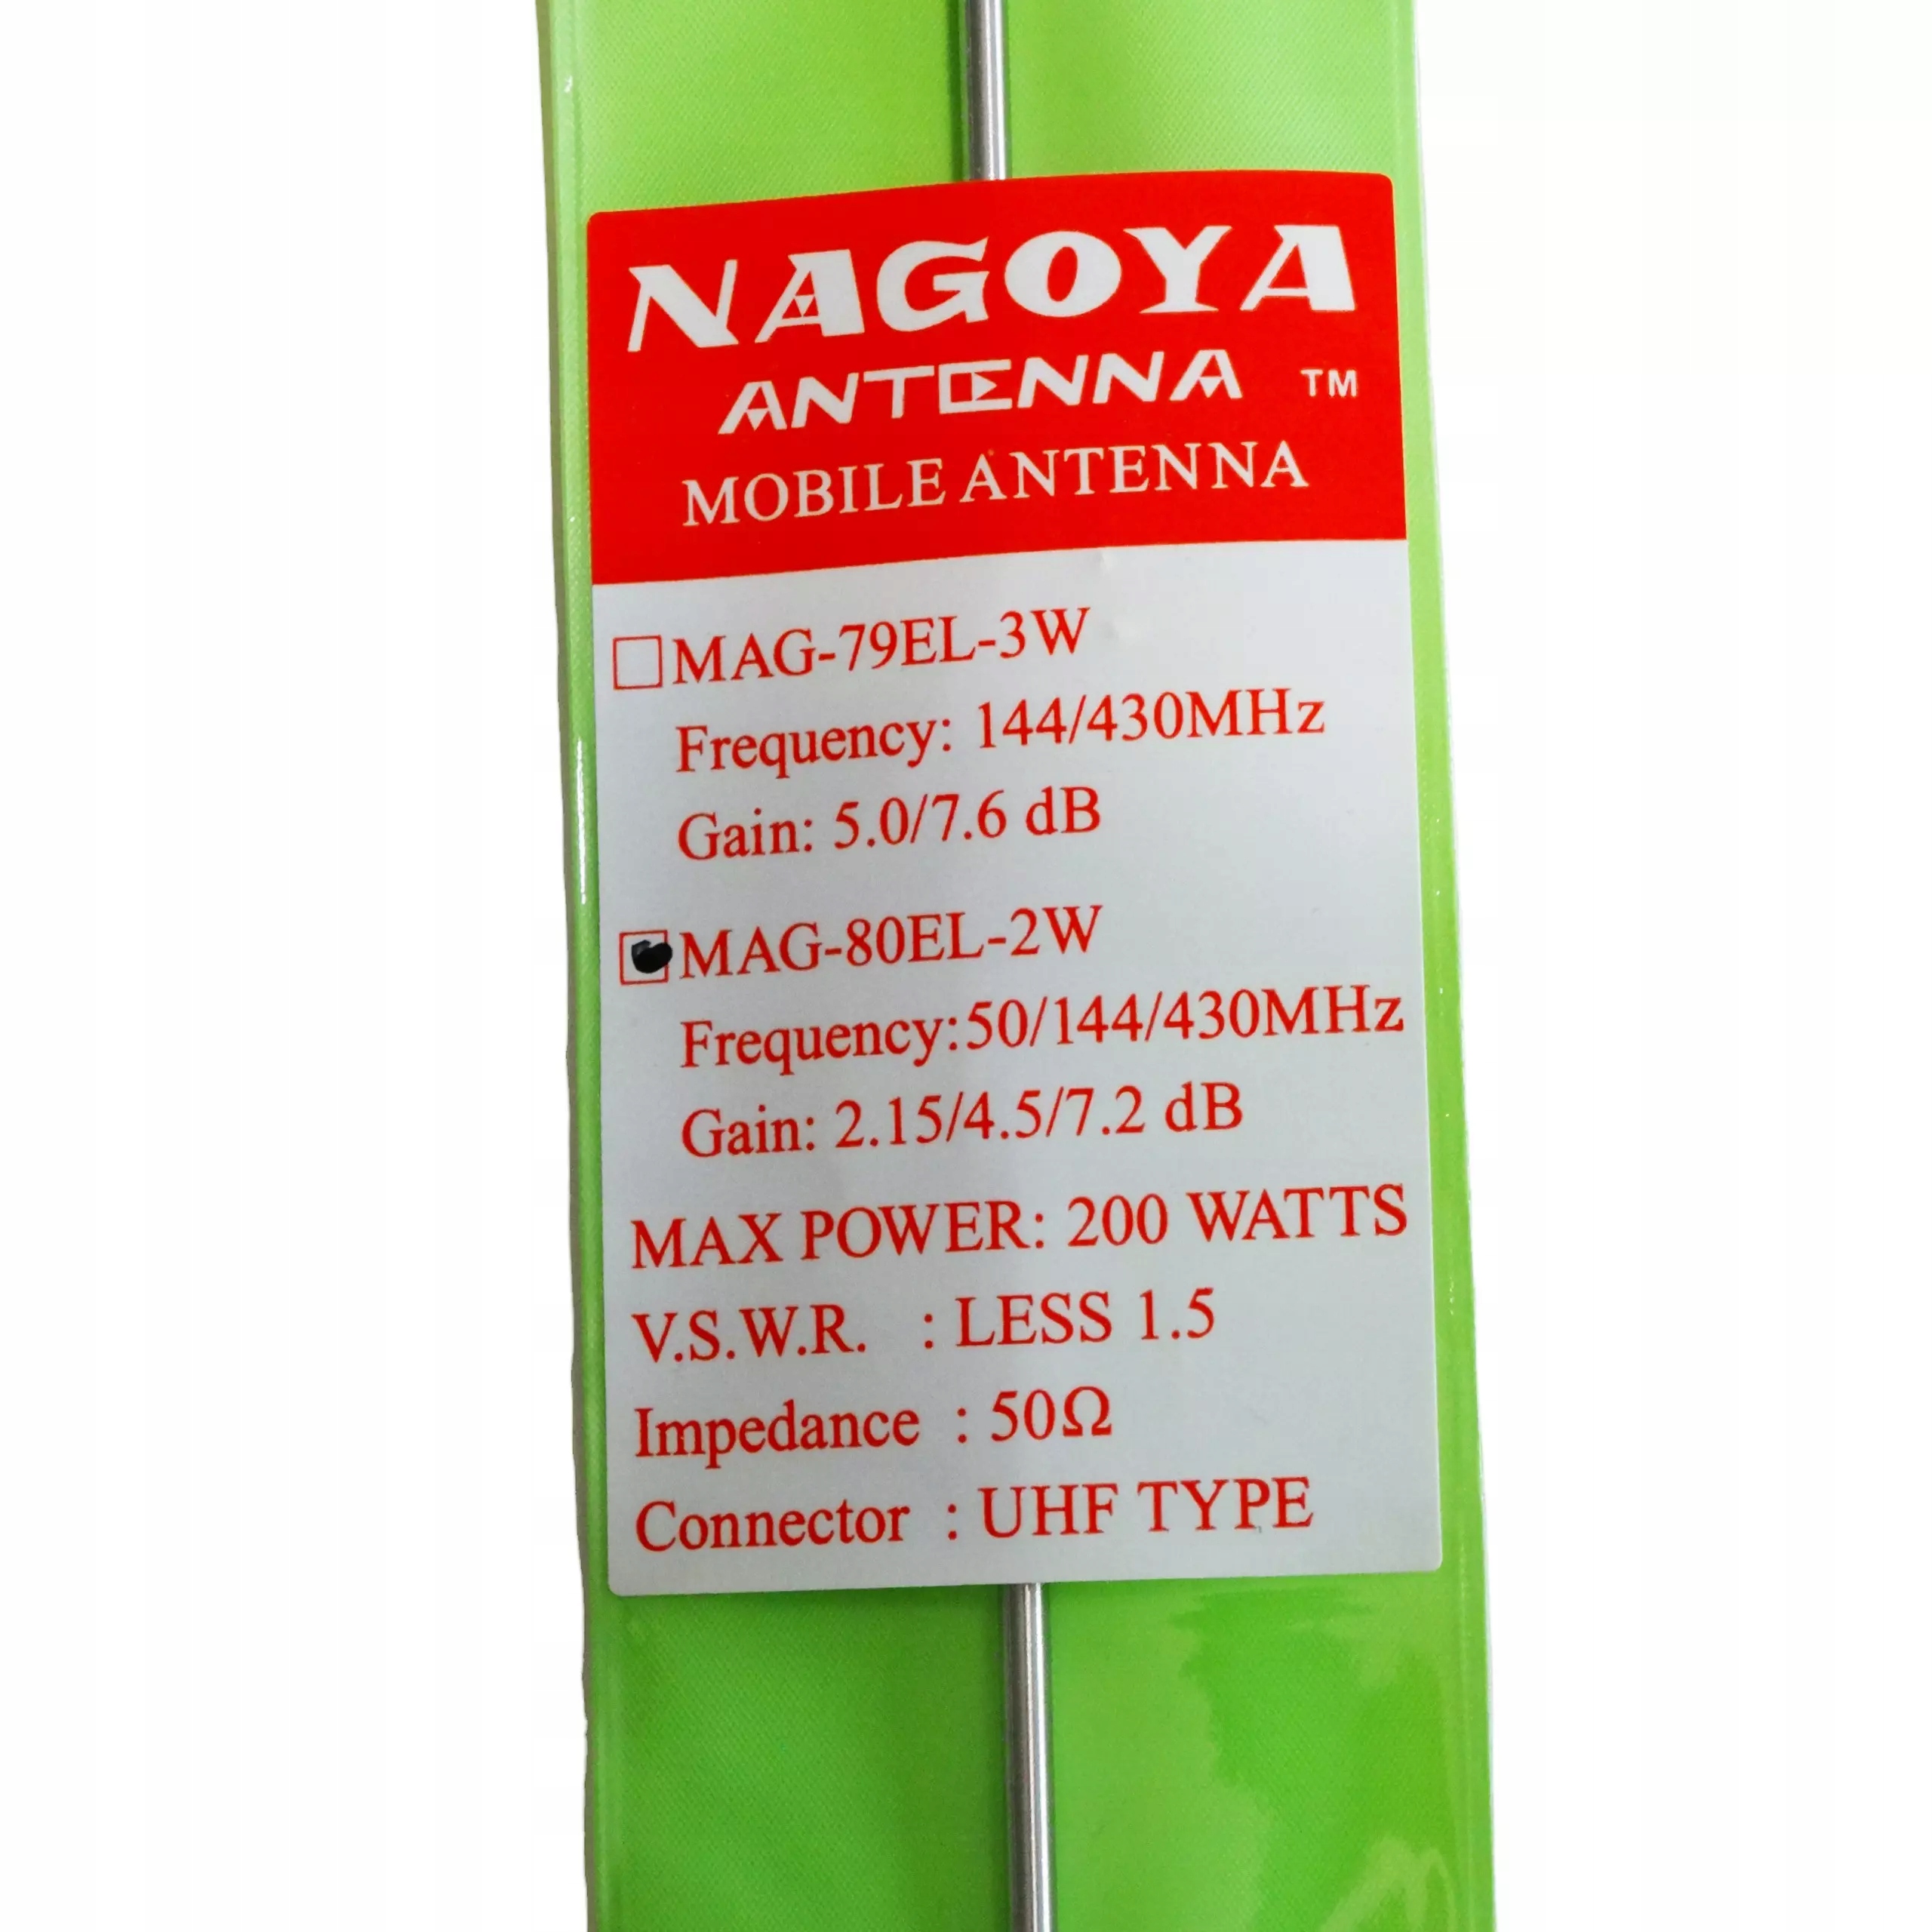 NAGOYA
ANTENNA TM
MOBILE ANTENNA
MAG-79EL-3W
Frequency: 144/430MHz
Gain: 5.0/7.6 dB
MAG-80EL-2W
Frequency:50/144/430MHz
Gain: 2.15/4.5/7.2 dB
MAX POWER: 200 WATTS
V.S.W.R. : LESS 1.5
Impedance : 50Ω
Connector : UHF TYPE